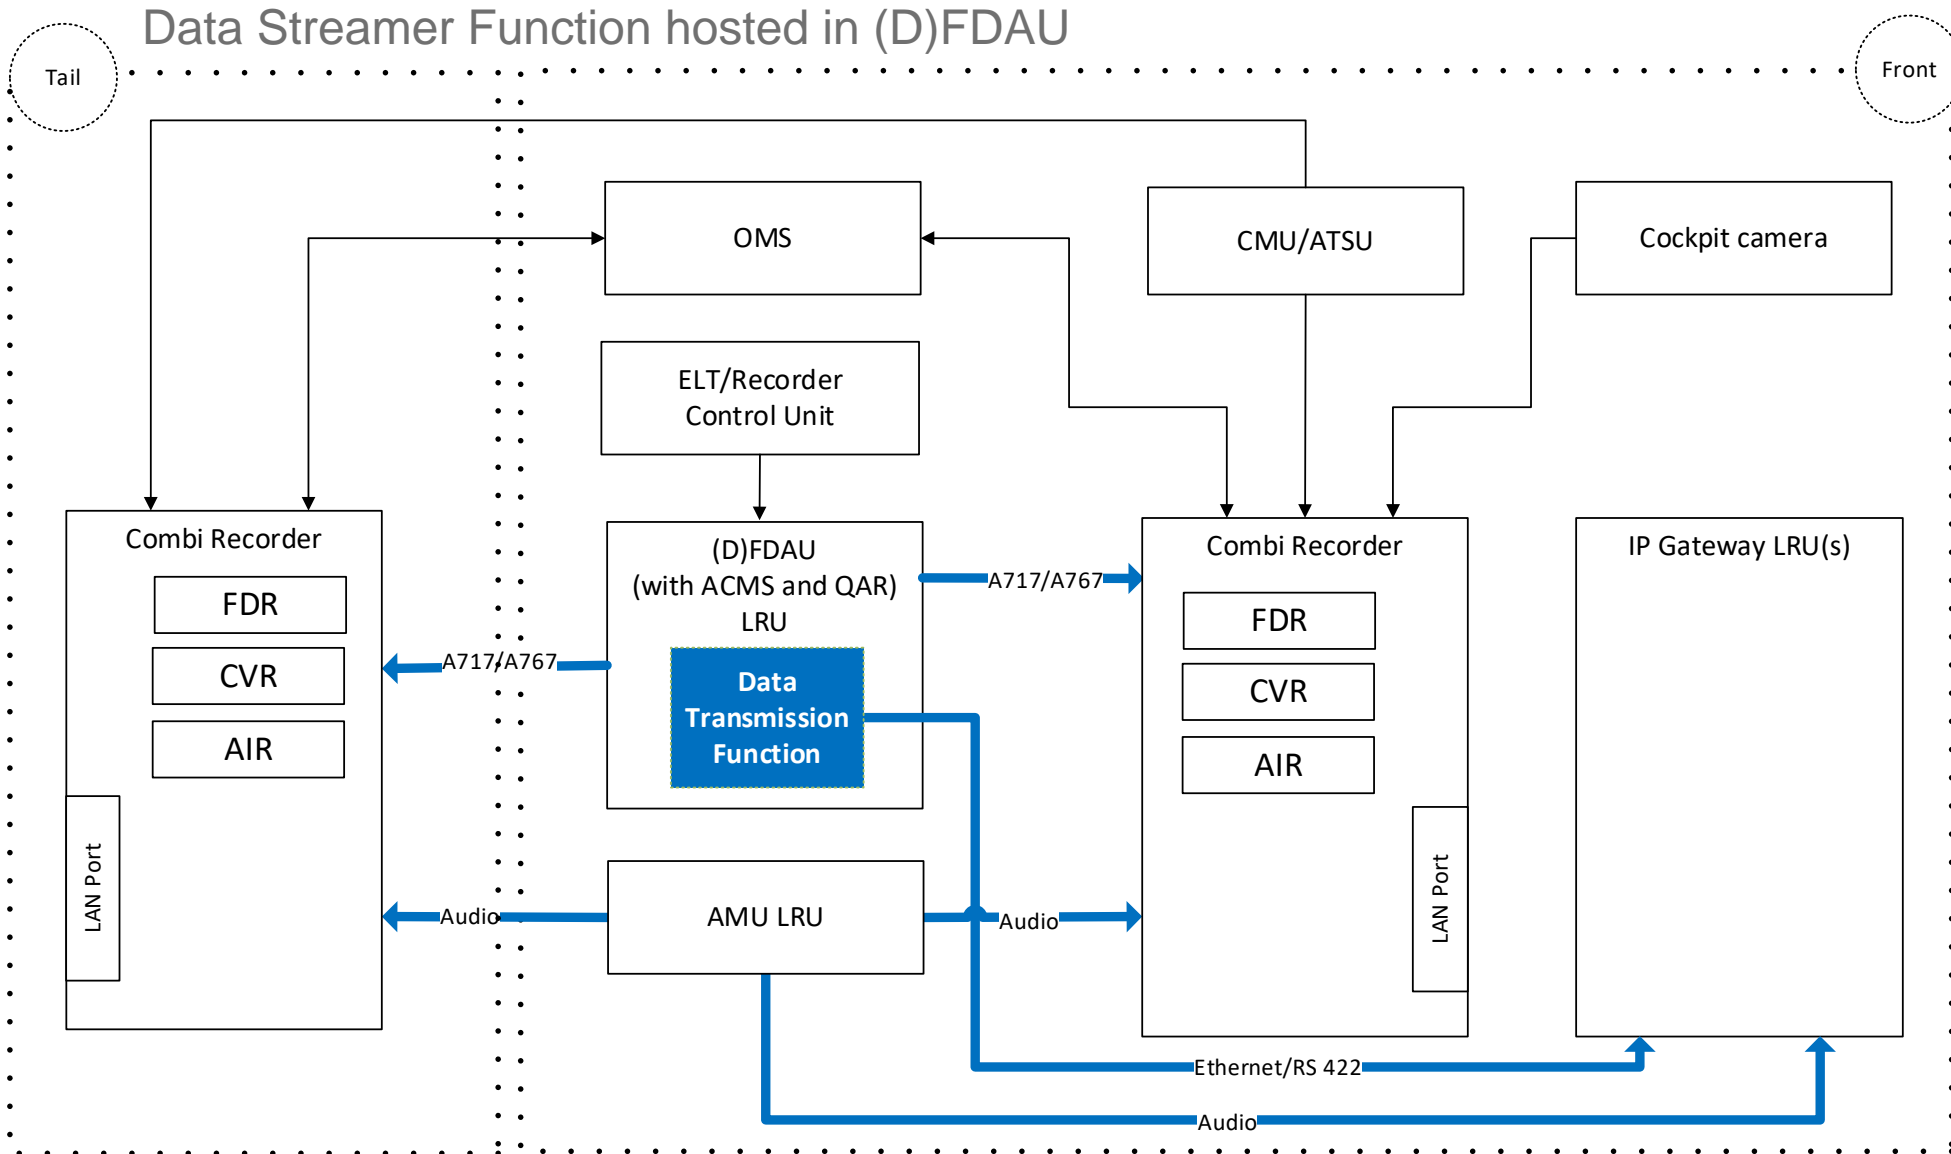 Data Streamer Function hosted in (D)FDAU
Tail
Front
OMS
CMU/ATSU
Cockpit camera
ELT/Recorder
Control Unit
Combi Recorder
FDR
CVR
AIR
LAN Port
A717/A767
(D)FDAU
(with ACMS and QAR)
LRU
Data
Transmission
Function
A717/A767
Combi Recorder
FDR
CVR
AIR
LAN Port
IP Gateway LRU(s)
Audio
AMU LRU
Audio
Ethernet/RS 422
Audio